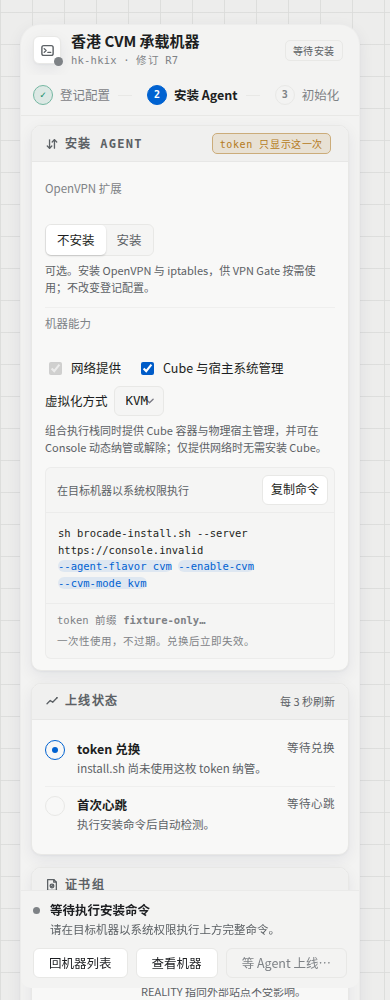 香港 CVM 承载机器
hk-hkix · 修订 R7
等待安装
✓ 登记配置
2 安装 Agent
3 初始化
安装 AGENT
token 只显示这一次
OpenVPN 扩展
不安装 安装
可选。安装 OpenVPN 与 iptables，供 VPN Gate 按需使
用；不改变登记配置。
机器能力
网络提供 Cube 与宿主系统管理
虚拟化方式 KVM
组合执行栈同时提供 Cube 容器与物理宿主管理，并可在
Console 动态纳管或解除；仅提供网络时无需安装 Cube。
在目标机器以系统权限执行 复制命令
sh brocade-install.sh --server
https://console.invalid
--agent-flavor cvm --enable-cvm
--cvm-mode kvm
token 前缀 fixture-only…
一次性使用，不过期。兑换后立即失效。
上线状态 每 3 秒刷新
token 兑换 等待兑换
install.sh 尚未使用这枚 token 纳管。
首次心跳 等待心跳
执行安装命令后自动检测。
证书组
等待执行安装命令
请在目标机器以系统权限执行上方完整命令。
回机器列表 查看机器 等 Agent 上线…
REALITY 指向外部站点不受影响。